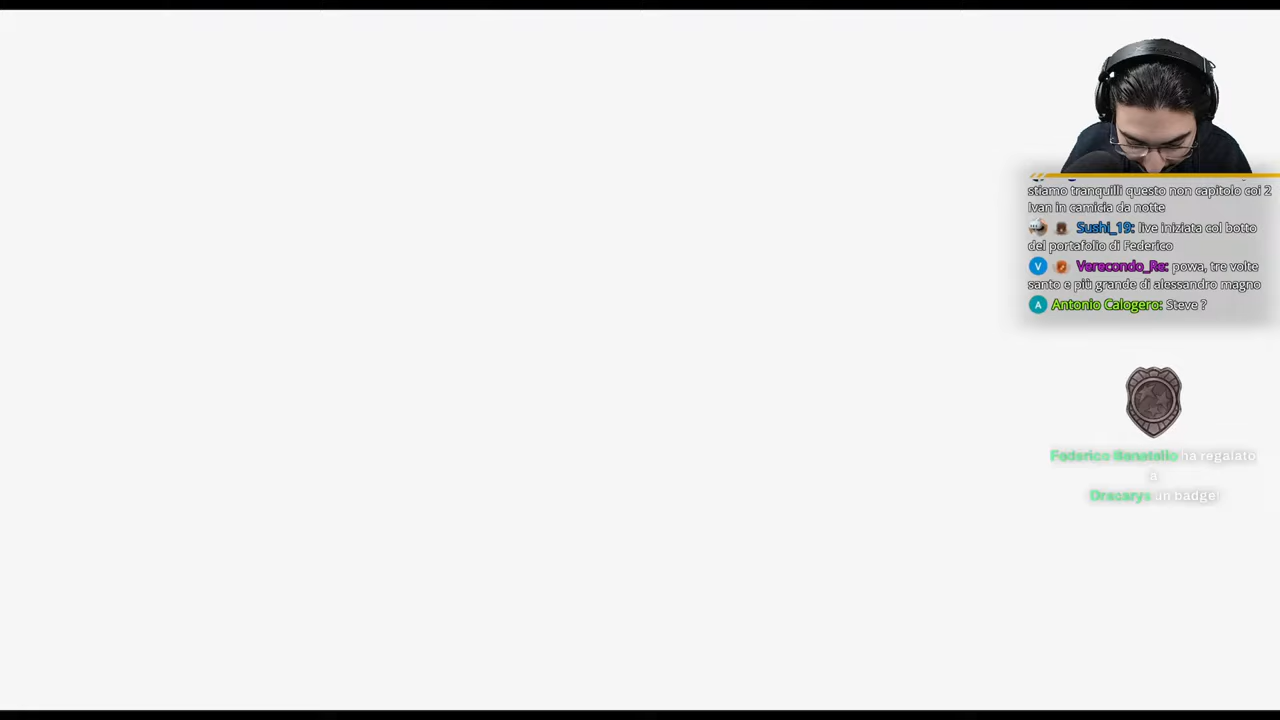 stiamo tranquilli questo non capitolo coi 2
Ivan in camicia da notte
Sushi_19: live iniziata col botto
del portafolio di Federico
V Verecondo_Re: powa, tre volte
santo e più grande di alessandro magno
A Antonio Calogero: Steve ?
Federico ha regalato
a
Dracarys un badge!